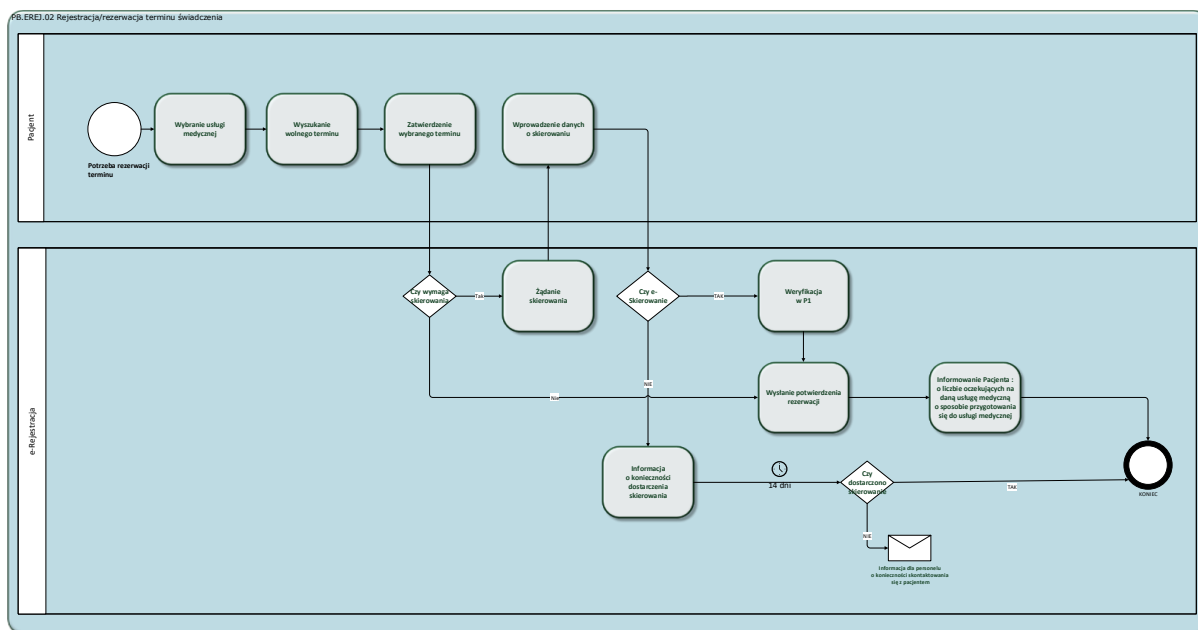 PB.EREJ.02 Rejestracja/rezerwacja terminu świadczenia
Pacjent
Potrzeba rezerwacji
terminu
Wybranie usługi
medycznej
Wyszukanie
wolnego terminu
Zatwierdzenie
wybranego terminu
Wprowadzenie danych
o skierowaniu
e-Rejestracja
Czy wymaga
skierowania
Tak
Żądanie
skierowania
Czy e-
Skierowanie
TAK
Weryfikacja
w P1
NIE
Nie
Wysłanie potwierdzenia
rezerwacji
Informowanie Pacjenta :
o liczbie oczekujących na
daną usługę medyczną
o sposobie przygotowania
się do usługi medycznej
Informacja
o konieczności
dostarczenia
skierowania
14 dni
Czy
dostarczono
skierowanie
TAK
KONIEC
NIE
Informacja dla personelu
o konieczności skontaktowania
się z pacjentem